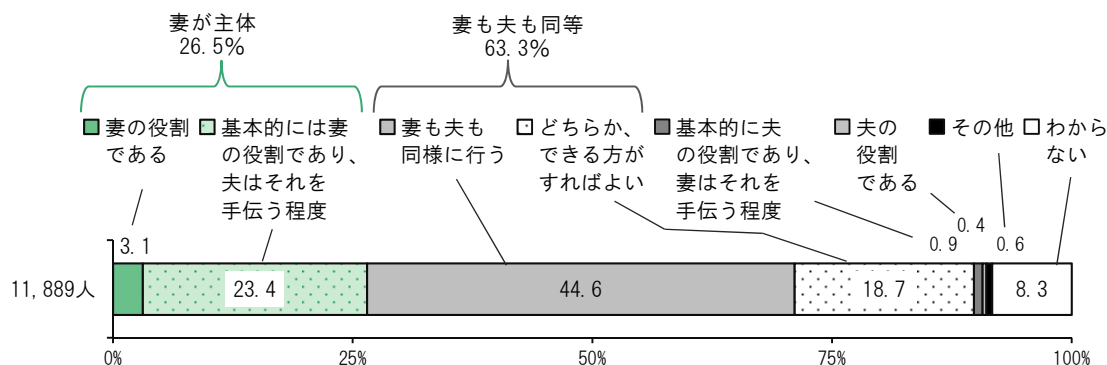 妻が主体
26.5%
妻も夫も同等
63.3%
妻の役割
である
基本的には妻
の役割であり、
夫はそれを
手伝う程度
妻も夫も
同様に行う
どちらか、
できる方が
すればよい
基本的に夫
の役割であり、
妻はそれを
手伝う程度
夫の
役割
である
その他
わから
ない
3.1
0.9
0.4
0.6
11,889人
23.4
44.6
18.7
8.3
0%
25%
50%
75%
100%